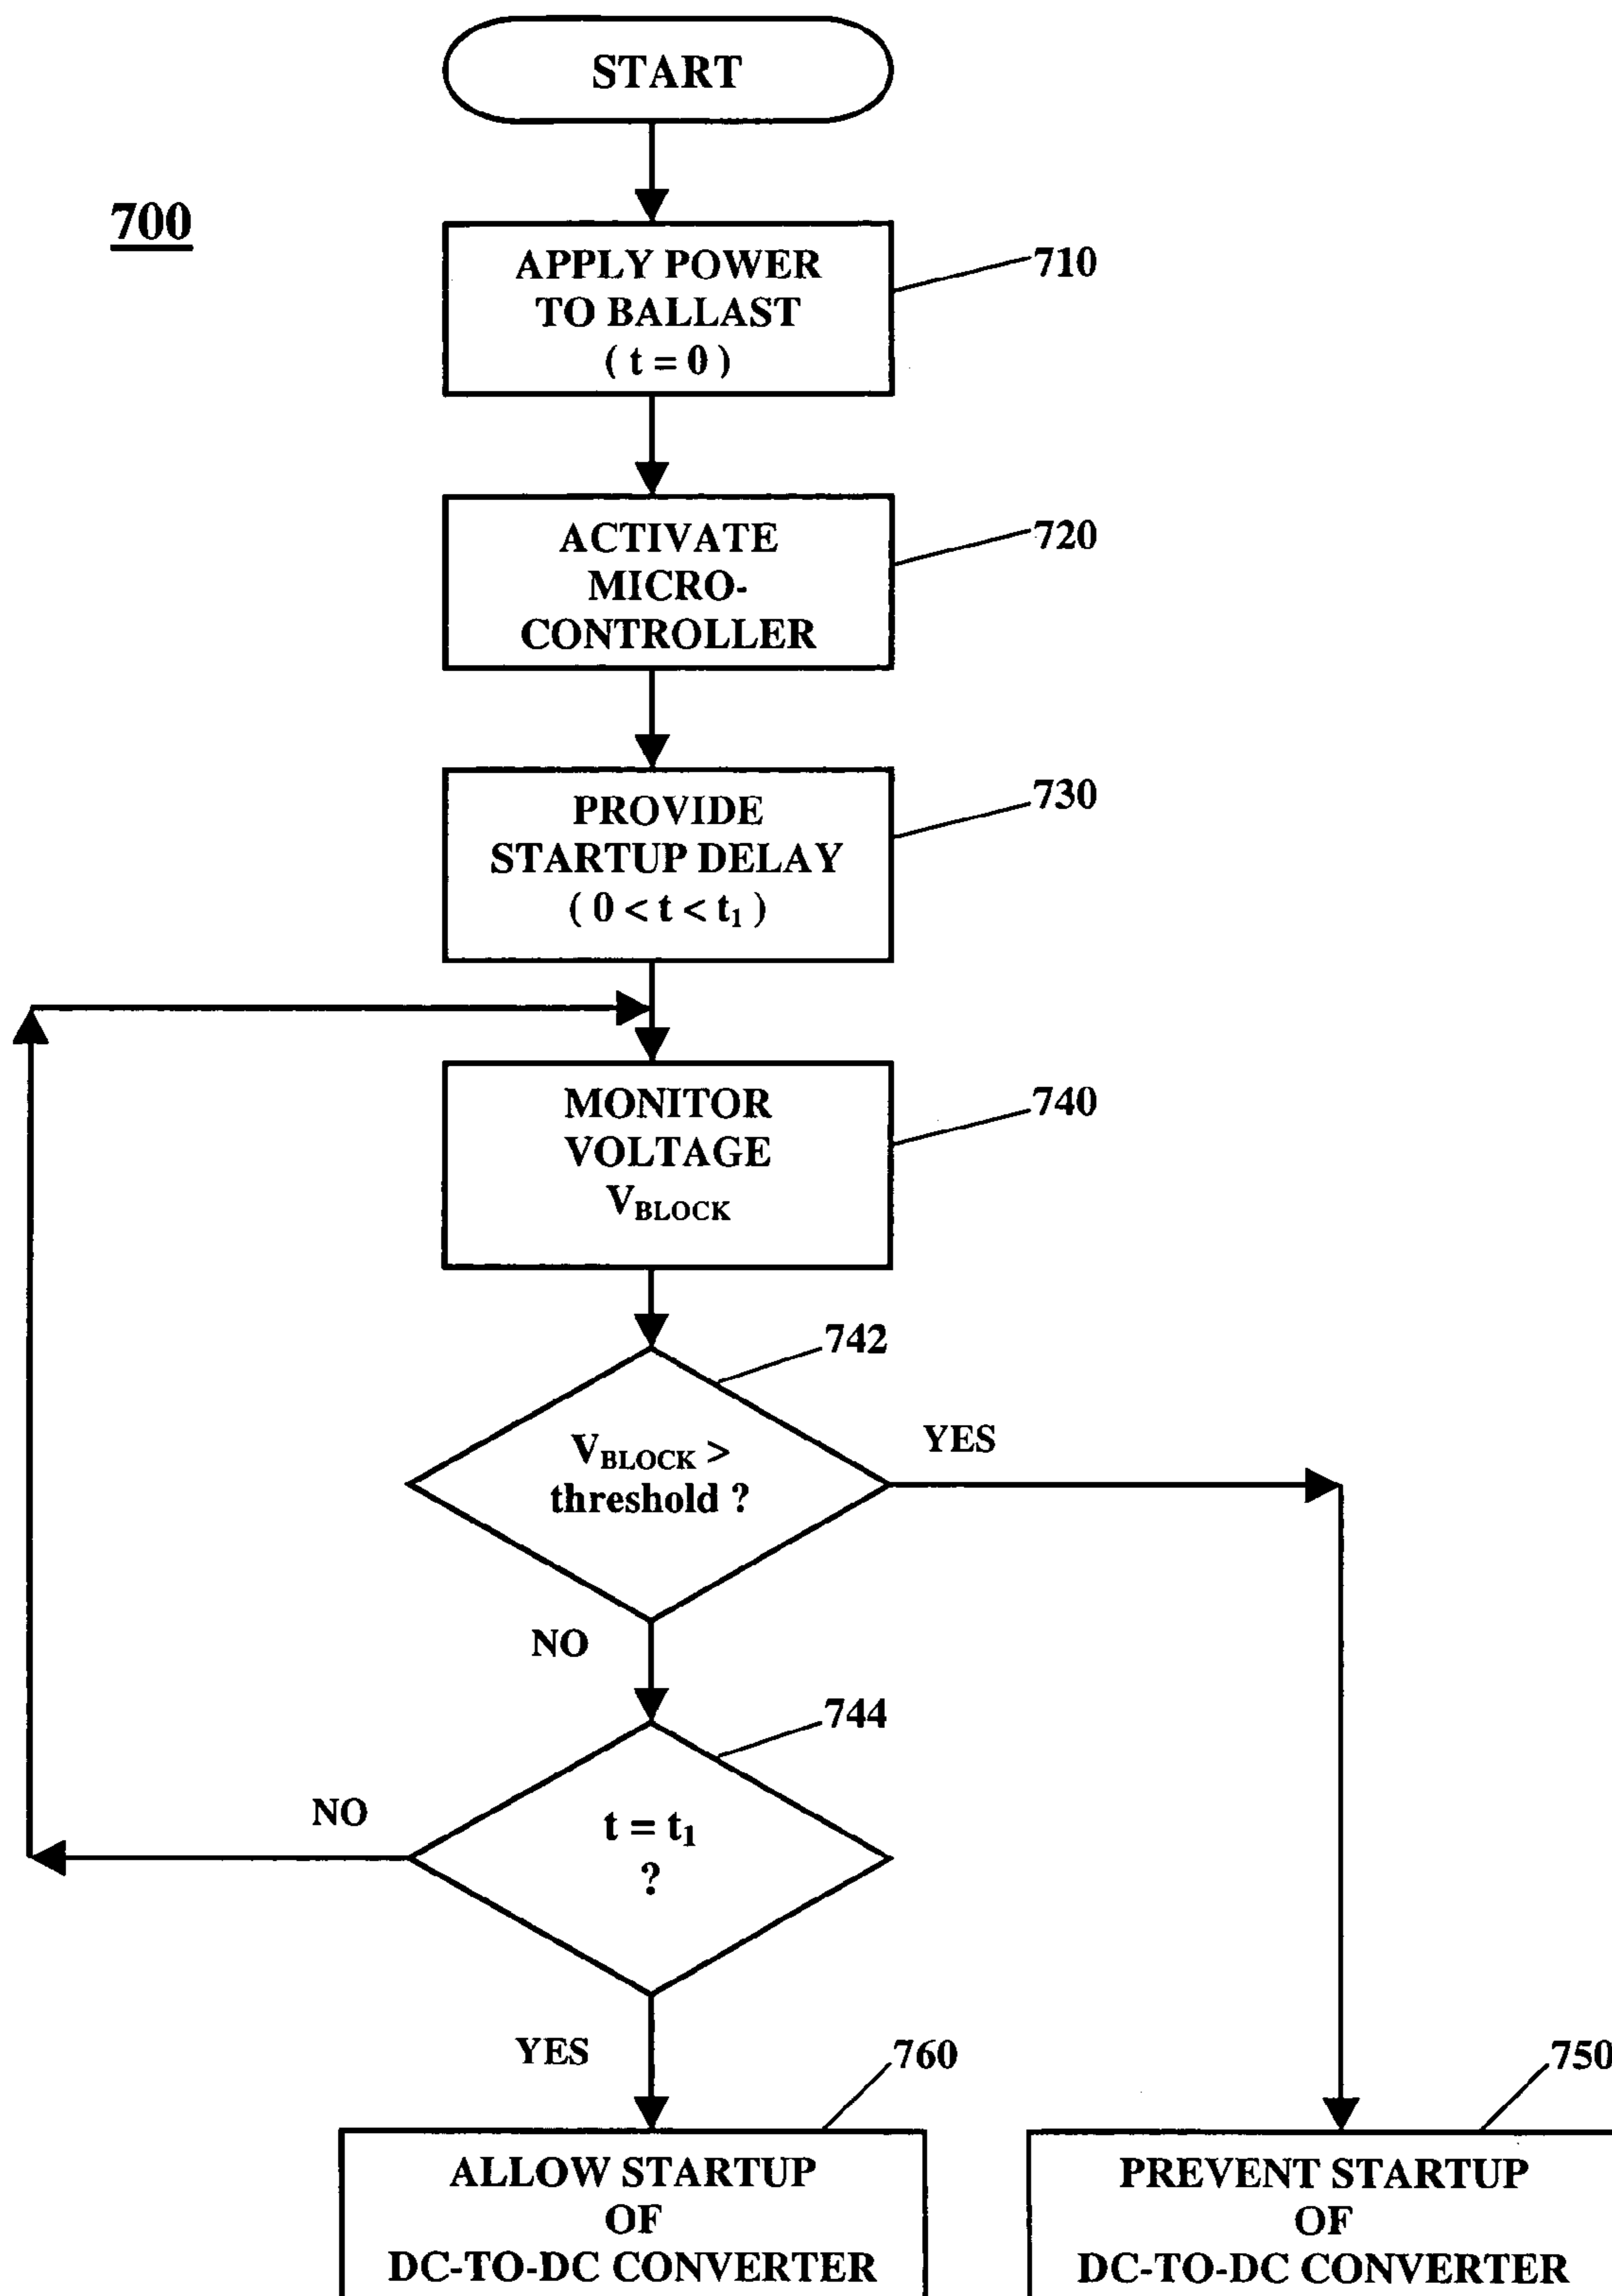 START
700
APPLY POWER
TO BALLAST
( t = 0 )
710
ACTIVATE
MICRO-
CONTROLLER
720
PROVIDE
STARTUP DELAY
( 0 < t < t₁ )
730
MONITOR
VOLTAGE
V_BLOCK
740
742
V_BLOCK >
threshold ?
YES
NO
744
t = t₁
?
NO
YES
760
750
ALLOW STARTUP
OF
DC-TO-DC CONVERTER
PREVENT STARTUP
OF
DC-TO-DC CONVERTER